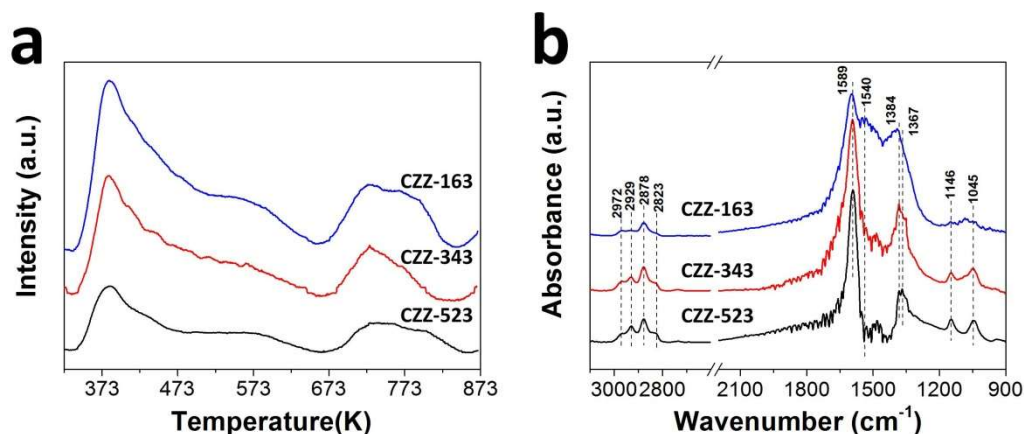 a
Intensity (a.u.)
CZZ-163
CZZ-343
CZZ-523
373 473 573 673 773 873
Temperature(K)
b
Absorbance (a.u.)
1589
1540
1384
1367
2972
2929
2878
2823
1146
1045
CZZ-163
CZZ-343
CZZ-523
3000 2800 2100 1800 1500 1200 900
Wavenumber (cm⁻¹)